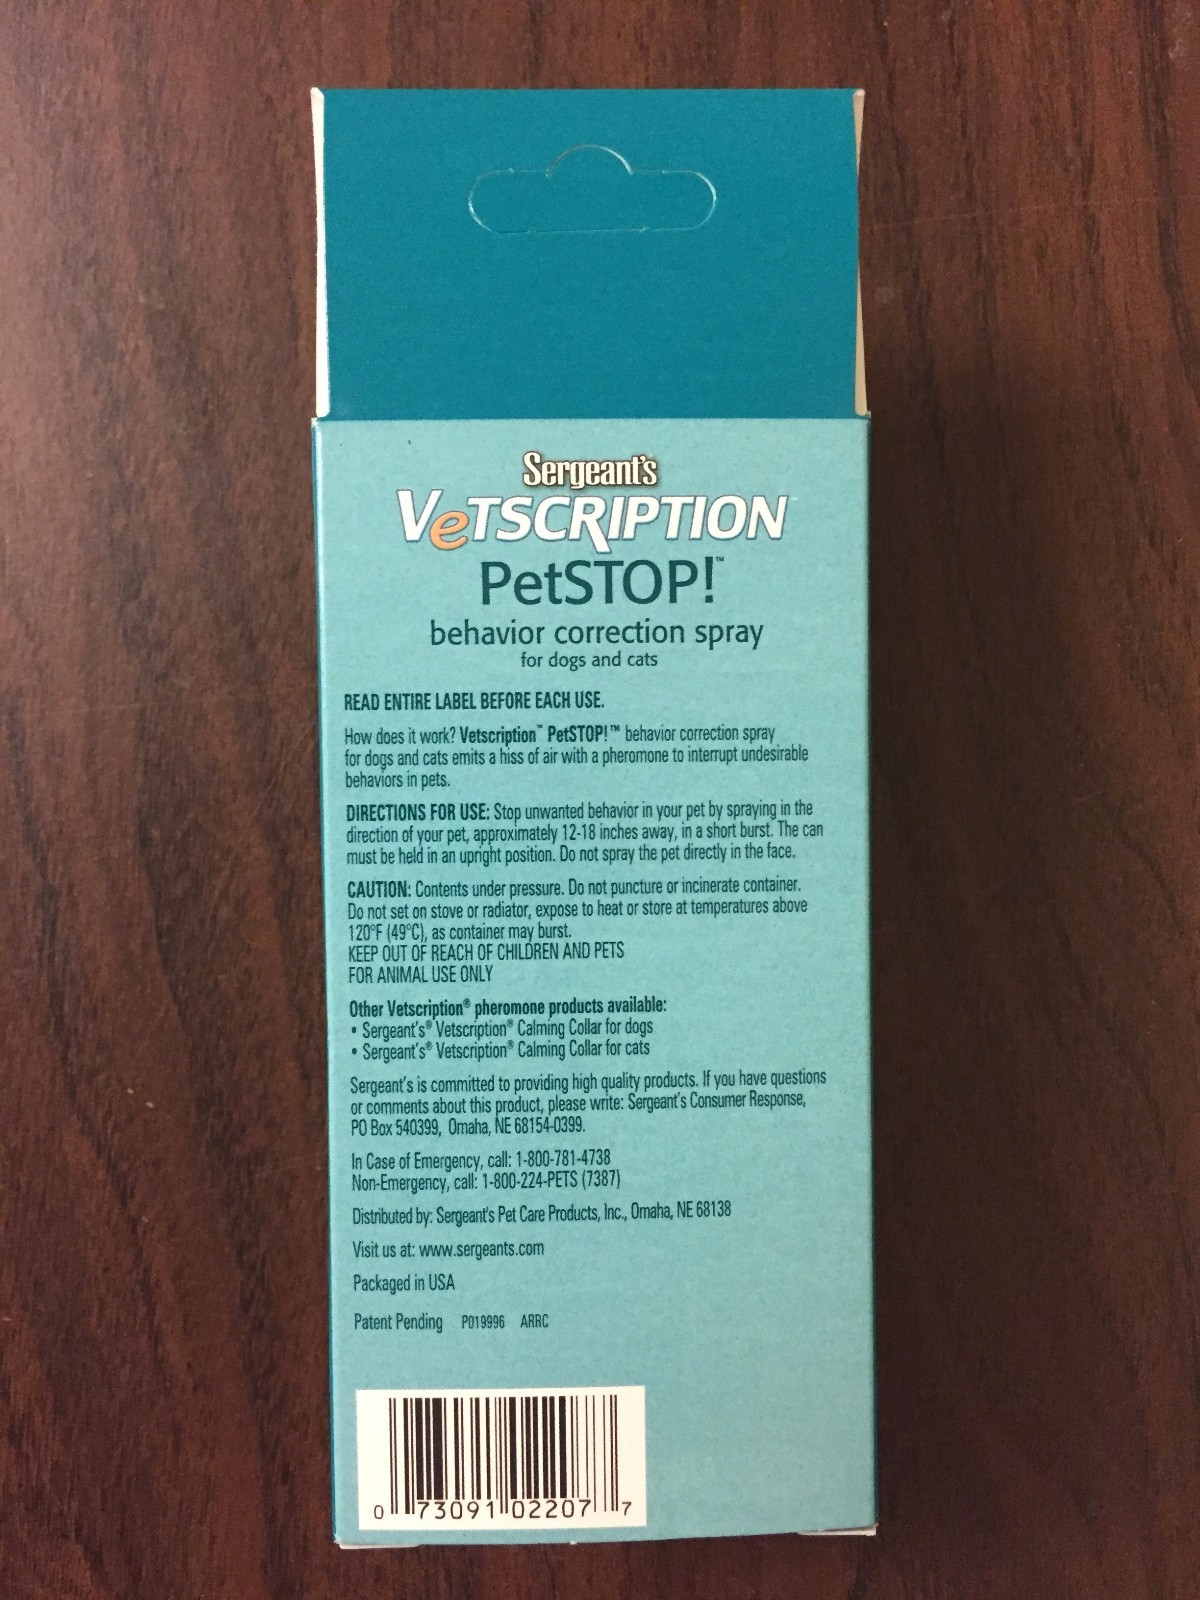 Sergeant's
VeTSCRIPTION™
PetSTOP!™
behavior correction spray
for dogs and cats
READ ENTIRE LABEL BEFORE EACH USE.
How does it work? Vetscription™ PetSTOP!™ behavior correction spray
for dogs and cats emits a hiss of air with a pheromone to interrupt undesirable
behaviors in pets.
DIRECTIONS FOR USE: Stop unwanted behavior in your pet by spraying in the
direction of your pet, approximately 12-18 inches away, in a short burst. The can
must be held in an upright position. Do not spray the pet directly in the face.
CAUTION: Contents under pressure. Do not puncture or incinerate container.
Do not set on stove or radiator, expose to heat or store at temperatures above
120°F (49°C), as container may burst.
KEEP OUT OF REACH OF CHILDREN AND PETS
FOR ANIMAL USE ONLY
Other Vetscription® pheromone products available:
• Sergeant's® Vetscription® Calming Collar for dogs
• Sergeant's® Vetscription® Calming Collar for cats
Sergeant's is committed to providing high quality products. If you have questions
or comments about this product, please write: Sergeant's Consumer Response,
PO Box 540399, Omaha, NE 68154-0399.
In Case of Emergency, call: 1-800-781-4738
Non-Emergency, call: 1-800-224-PETS (7387)
Distributed by: Sergeant's Pet Care Products, Inc., Omaha, NE 68138
Visit us at: www.sergeants.com
Packaged in USA
Patent Pending P019996 ARRC
0 73091 02207 7